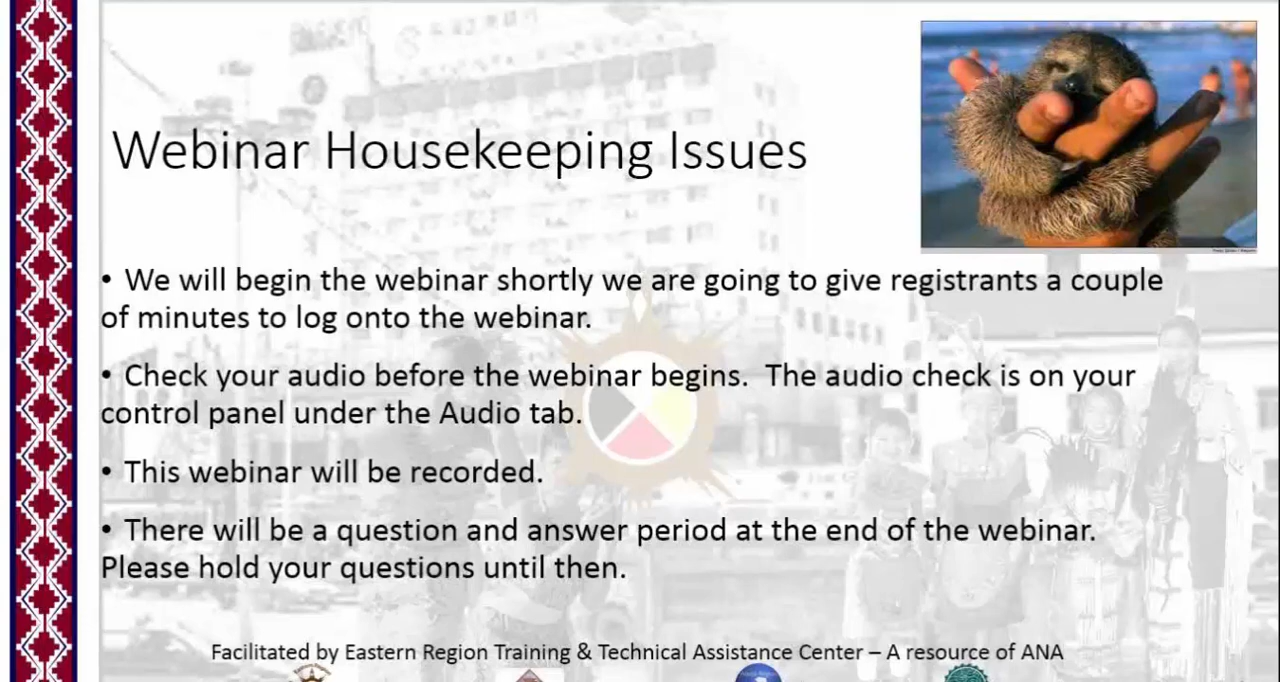 Webinar Housekeeping Issues
• We will begin the webinar shortly we are going to give registrants a couple
of minutes to log onto the webinar.
• Check your audio before the webinar begins.  The audio check is on your
control panel under the Audio tab.
• This webinar will be recorded.
• There will be a question and answer period at the end of the webinar.
Please hold your questions until then.
Facilitated by Eastern Region Training & Technical Assistance Center – A resource of ANA